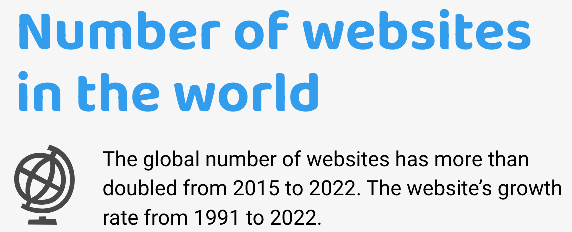 Number of websites
in the world
The global number of websites has more than
doubled from 2015 to 2022. The website's growth
rate from 1991 to 2022.